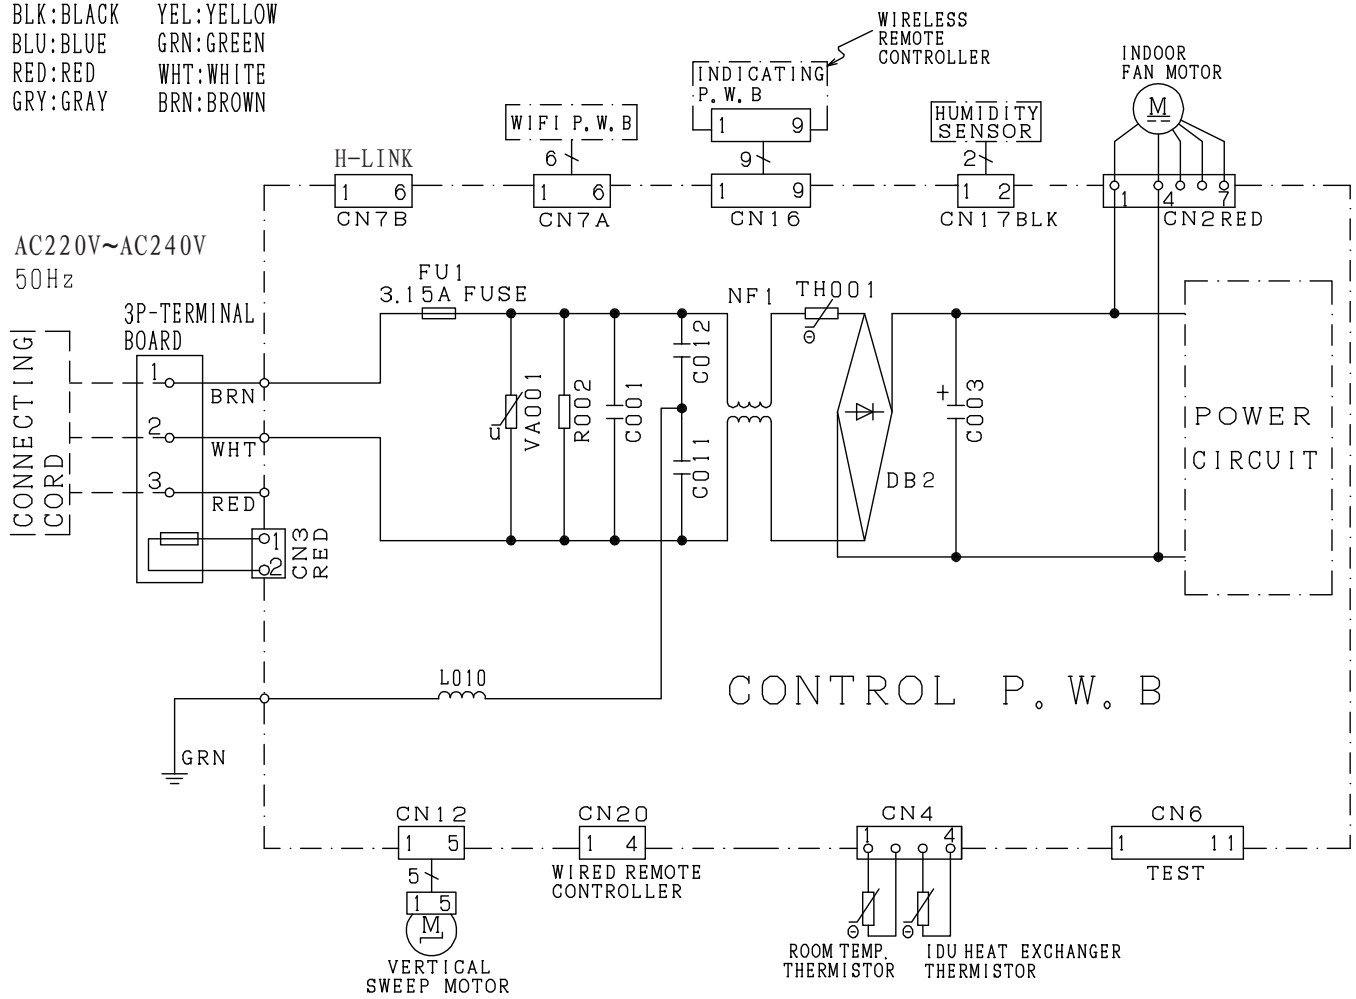 BLK:BLACK YEL:YELLOW
BLU:BLUE GRN:GREEN
RED:RED WHT:WHITE
GRY:GRAY BRN:BROWN
WIRELESS
REMOTE
CONTROLLER
INDICATING
P.W.B
1 9
9
1 9
CN16
WIFI P.W.B
6
1 6
CN7A
H-LINK
1 6
CN7B
HUMIDITY
SENSOR
2
1 2
CN17BLK
INDOOR
FAN MOTOR
M
1 4 7
CN2RED
AC220V~AC240V
50Hz
3P-TERMINAL
BOARD
CONNECTING
CORD
1
BRN
2
WHT
3
RED
1
2
CN3
RED
FU1
3.15A FUSE
u
VA001
R002
C001
C012
C011
NF1
TH001
θ
DB2
+
C003
POWER
CIRCUIT
L010
GRN
CONTROL P.W.B
CN12
1 5
5
1 5
M
VERTICAL
SWEEP MOTOR
CN20
1 4
WIRED REMOTE
CONTROLLER
CN4
1 4
θ θ
ROOM TEMP.
THERMISTOR
IDU HEAT EXCHANGER
THERMISTOR
CN6
1 11
TEST